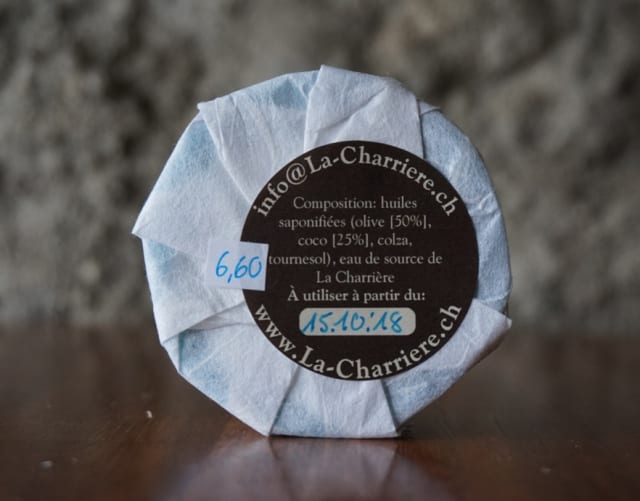 info@La-Charriere.ch
Composition: huiles
saponifiées (olive [50%],
coco [25%], colza,
tournesol), eau de source de
La Charrière
À utiliser à partir du:
15.10.'18
www.La-Charriere.ch
6,60